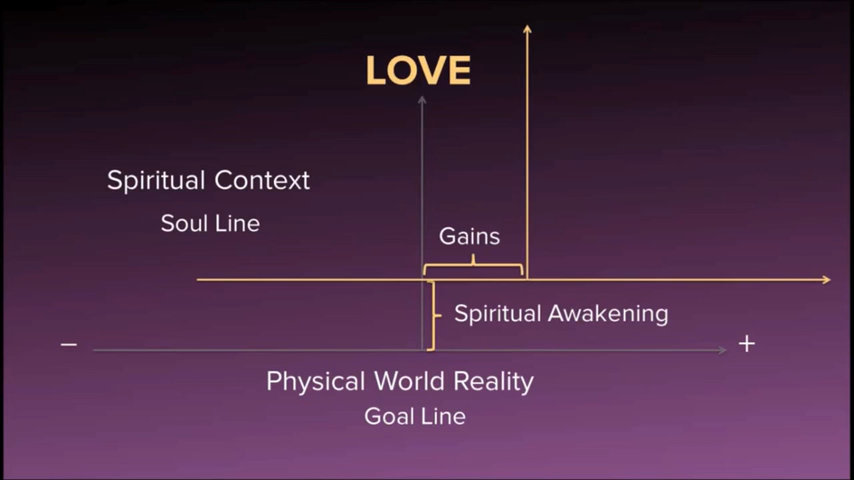 LOVE
Spiritual Context
Soul Line
Gains
Spiritual Awakening
– +
Physical World Reality
Goal Line